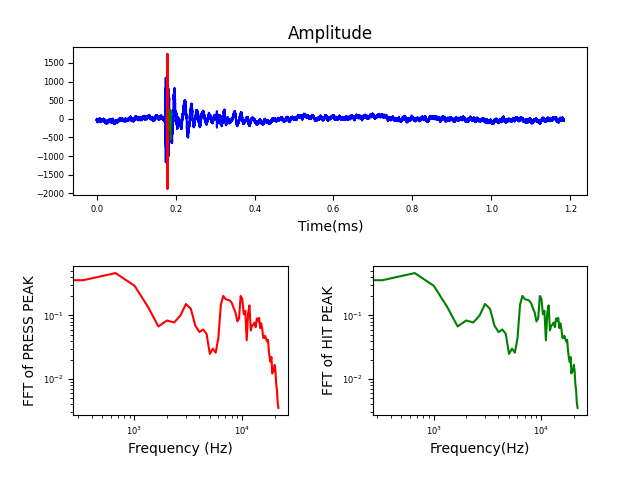 Amplitude
1500
1000
500
0
−500
−1000
−1500
−2000
0.0 0.2 0.4 0.6 0.8 1.0 1.2
Time(ms)
FFT of PRESS PEAK
10⁻¹
10⁻²
10³ 10⁴
Frequency (Hz)
FFT of HIT PEAK
10⁻¹
10⁻²
10³ 10⁴
Frequency(Hz)